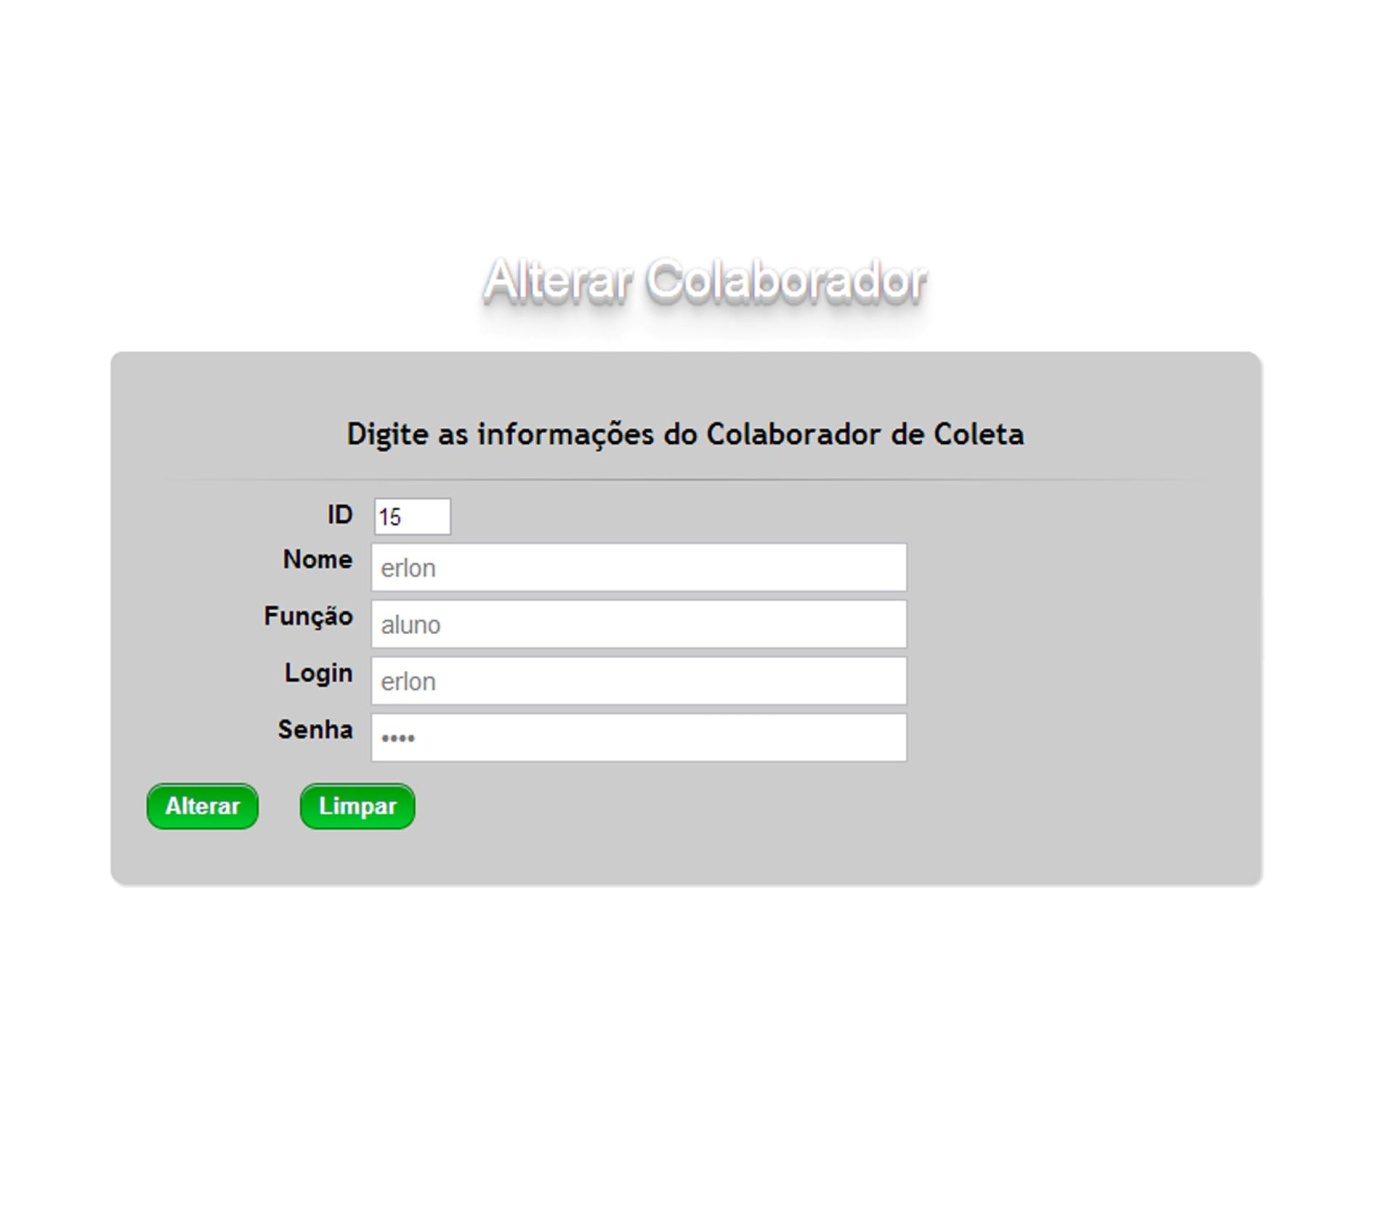 Alterar Colaborador
Digite as informações do Colaborador de Coleta
ID 15
Nome erlon
Função aluno
Login erlon
Senha ••••
Alterar Limpar